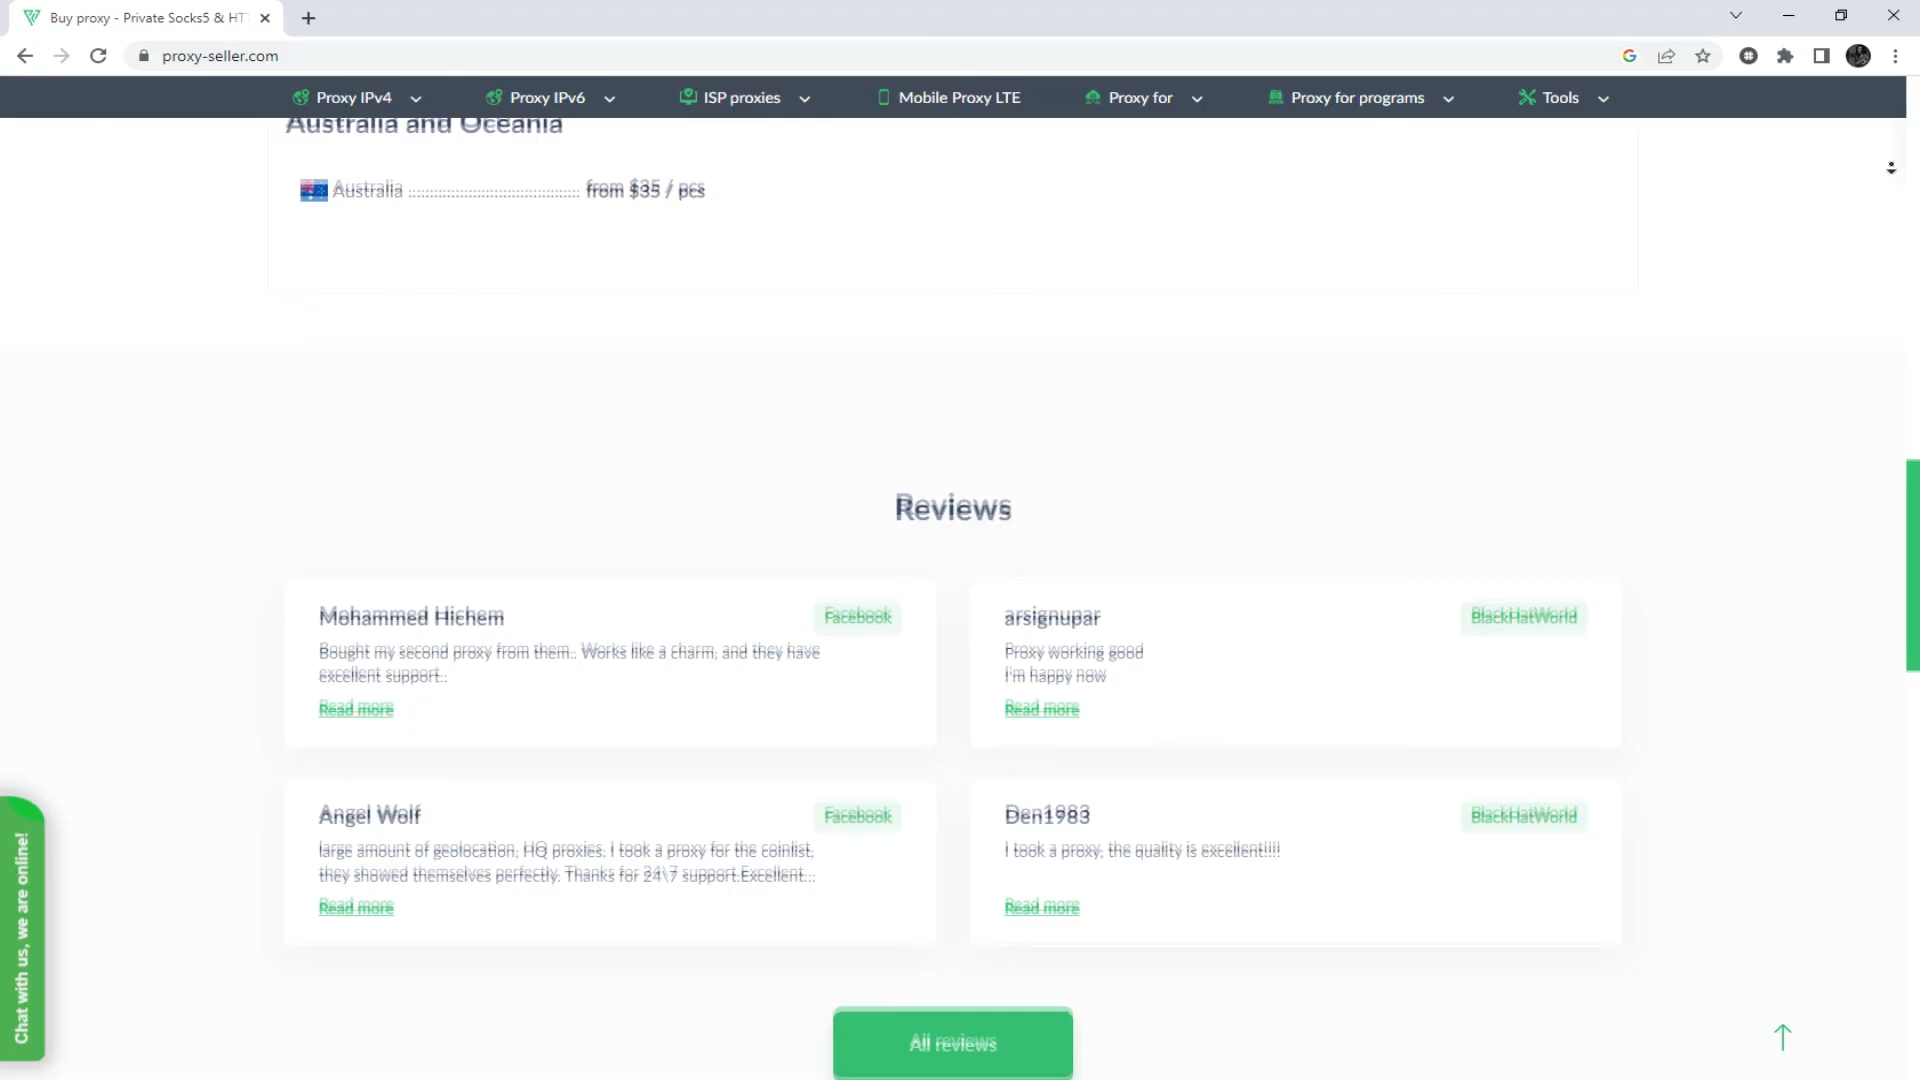 Buy proxy - Private Socks5 & HT
proxy-seller.com
Proxy IPv4
Proxy IPv6
ISP proxies
Mobile Proxy LTE
Proxy for
Proxy for programs
Tools
Australia and Oceania
Australia ........................................... from $35 / pcs
Reviews
Mohammed Hichem
Facebook
Bought my second proxy from them.. Works like a charm, and they have
excellent support..
Read more
arsignupar
BlackHatWorld
Proxy working good
I'm happy now
Read more
Angel Wolf
Facebook
large amount of geolocation, HQ proxies. I took a proxy for the coinlist,
they showed themselves perfectly. Thanks for 24\7 support.Excellent...
Read more
Den1983
BlackHatWorld
I took a proxy, the quality is excellent!!!!
Read more
All reviews
Chat with us, we are online!